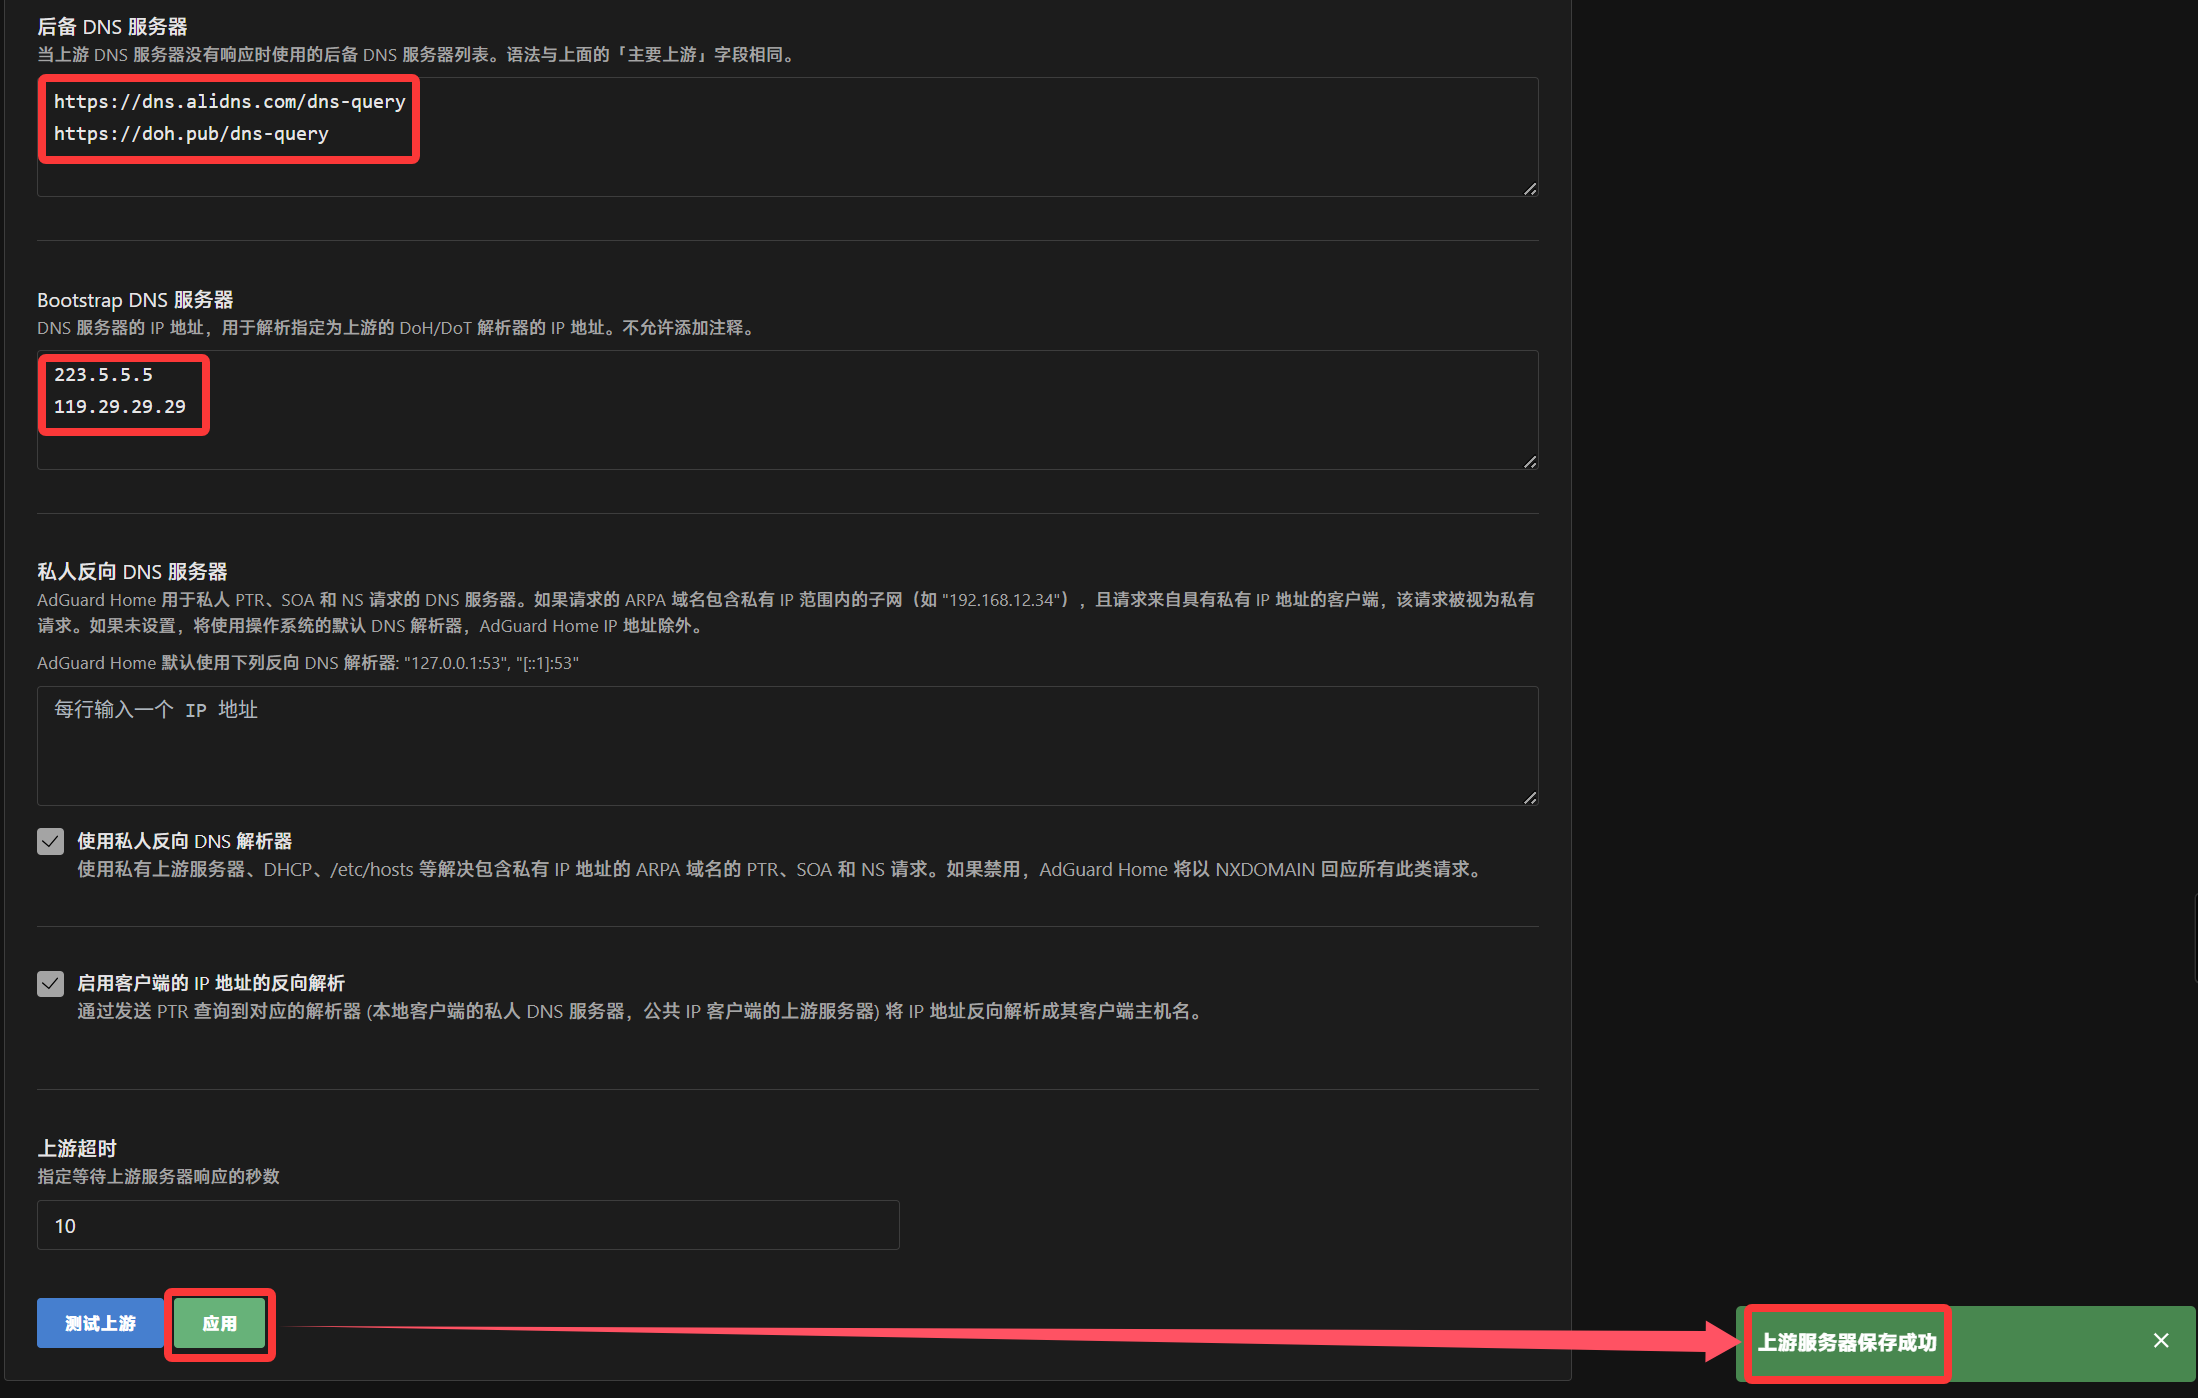 后备 DNS 服务器
当上游 DNS 服务器没有响应时使用的后备 DNS 服务器列表。语法与上面的「主要上游」字段相同。
https://dns.alidns.com/dns-query
https://doh.pub/dns-query
Bootstrap DNS 服务器
DNS 服务器的 IP 地址，用于解析指定为上游的 DoH/DoT 解析器的 IP 地址。不允许添加注释。
223.5.5.5
119.29.29.29
私人反向 DNS 服务器
AdGuard Home 用于私人 PTR、SOA 和 NS 请求的 DNS 服务器。如果请求的 ARPA 域名包含私有 IP 范围内的子网（如 "192.168.12.34"），且请求来自具有私有 IP 地址的客户端，该请求被视为私有
请求。如果未设置，将使用操作系统的默认 DNS 解析器，AdGuard Home IP 地址除外。
AdGuard Home 默认使用下列反向 DNS 解析器: "127.0.0.1:53", "[::1]:53"
每行输入一个 IP 地址
使用私人反向 DNS 解析器
使用私有上游服务器、DHCP、/etc/hosts 等解决包含私有 IP 地址的 ARPA 域名的 PTR、SOA 和 NS 请求。如果禁用，AdGuard Home 将以 NXDOMAIN 回应所有此类请求。
启用客户端的 IP 地址的反向解析
通过发送 PTR 查询到对应的解析器 (本地客户端的私人 DNS 服务器，公共 IP 客户端的上游服务器) 将 IP 地址反向解析成其客户端主机名。
上游超时
指定等待上游服务器响应的秒数
10
测试上游 应用
上游服务器保存成功